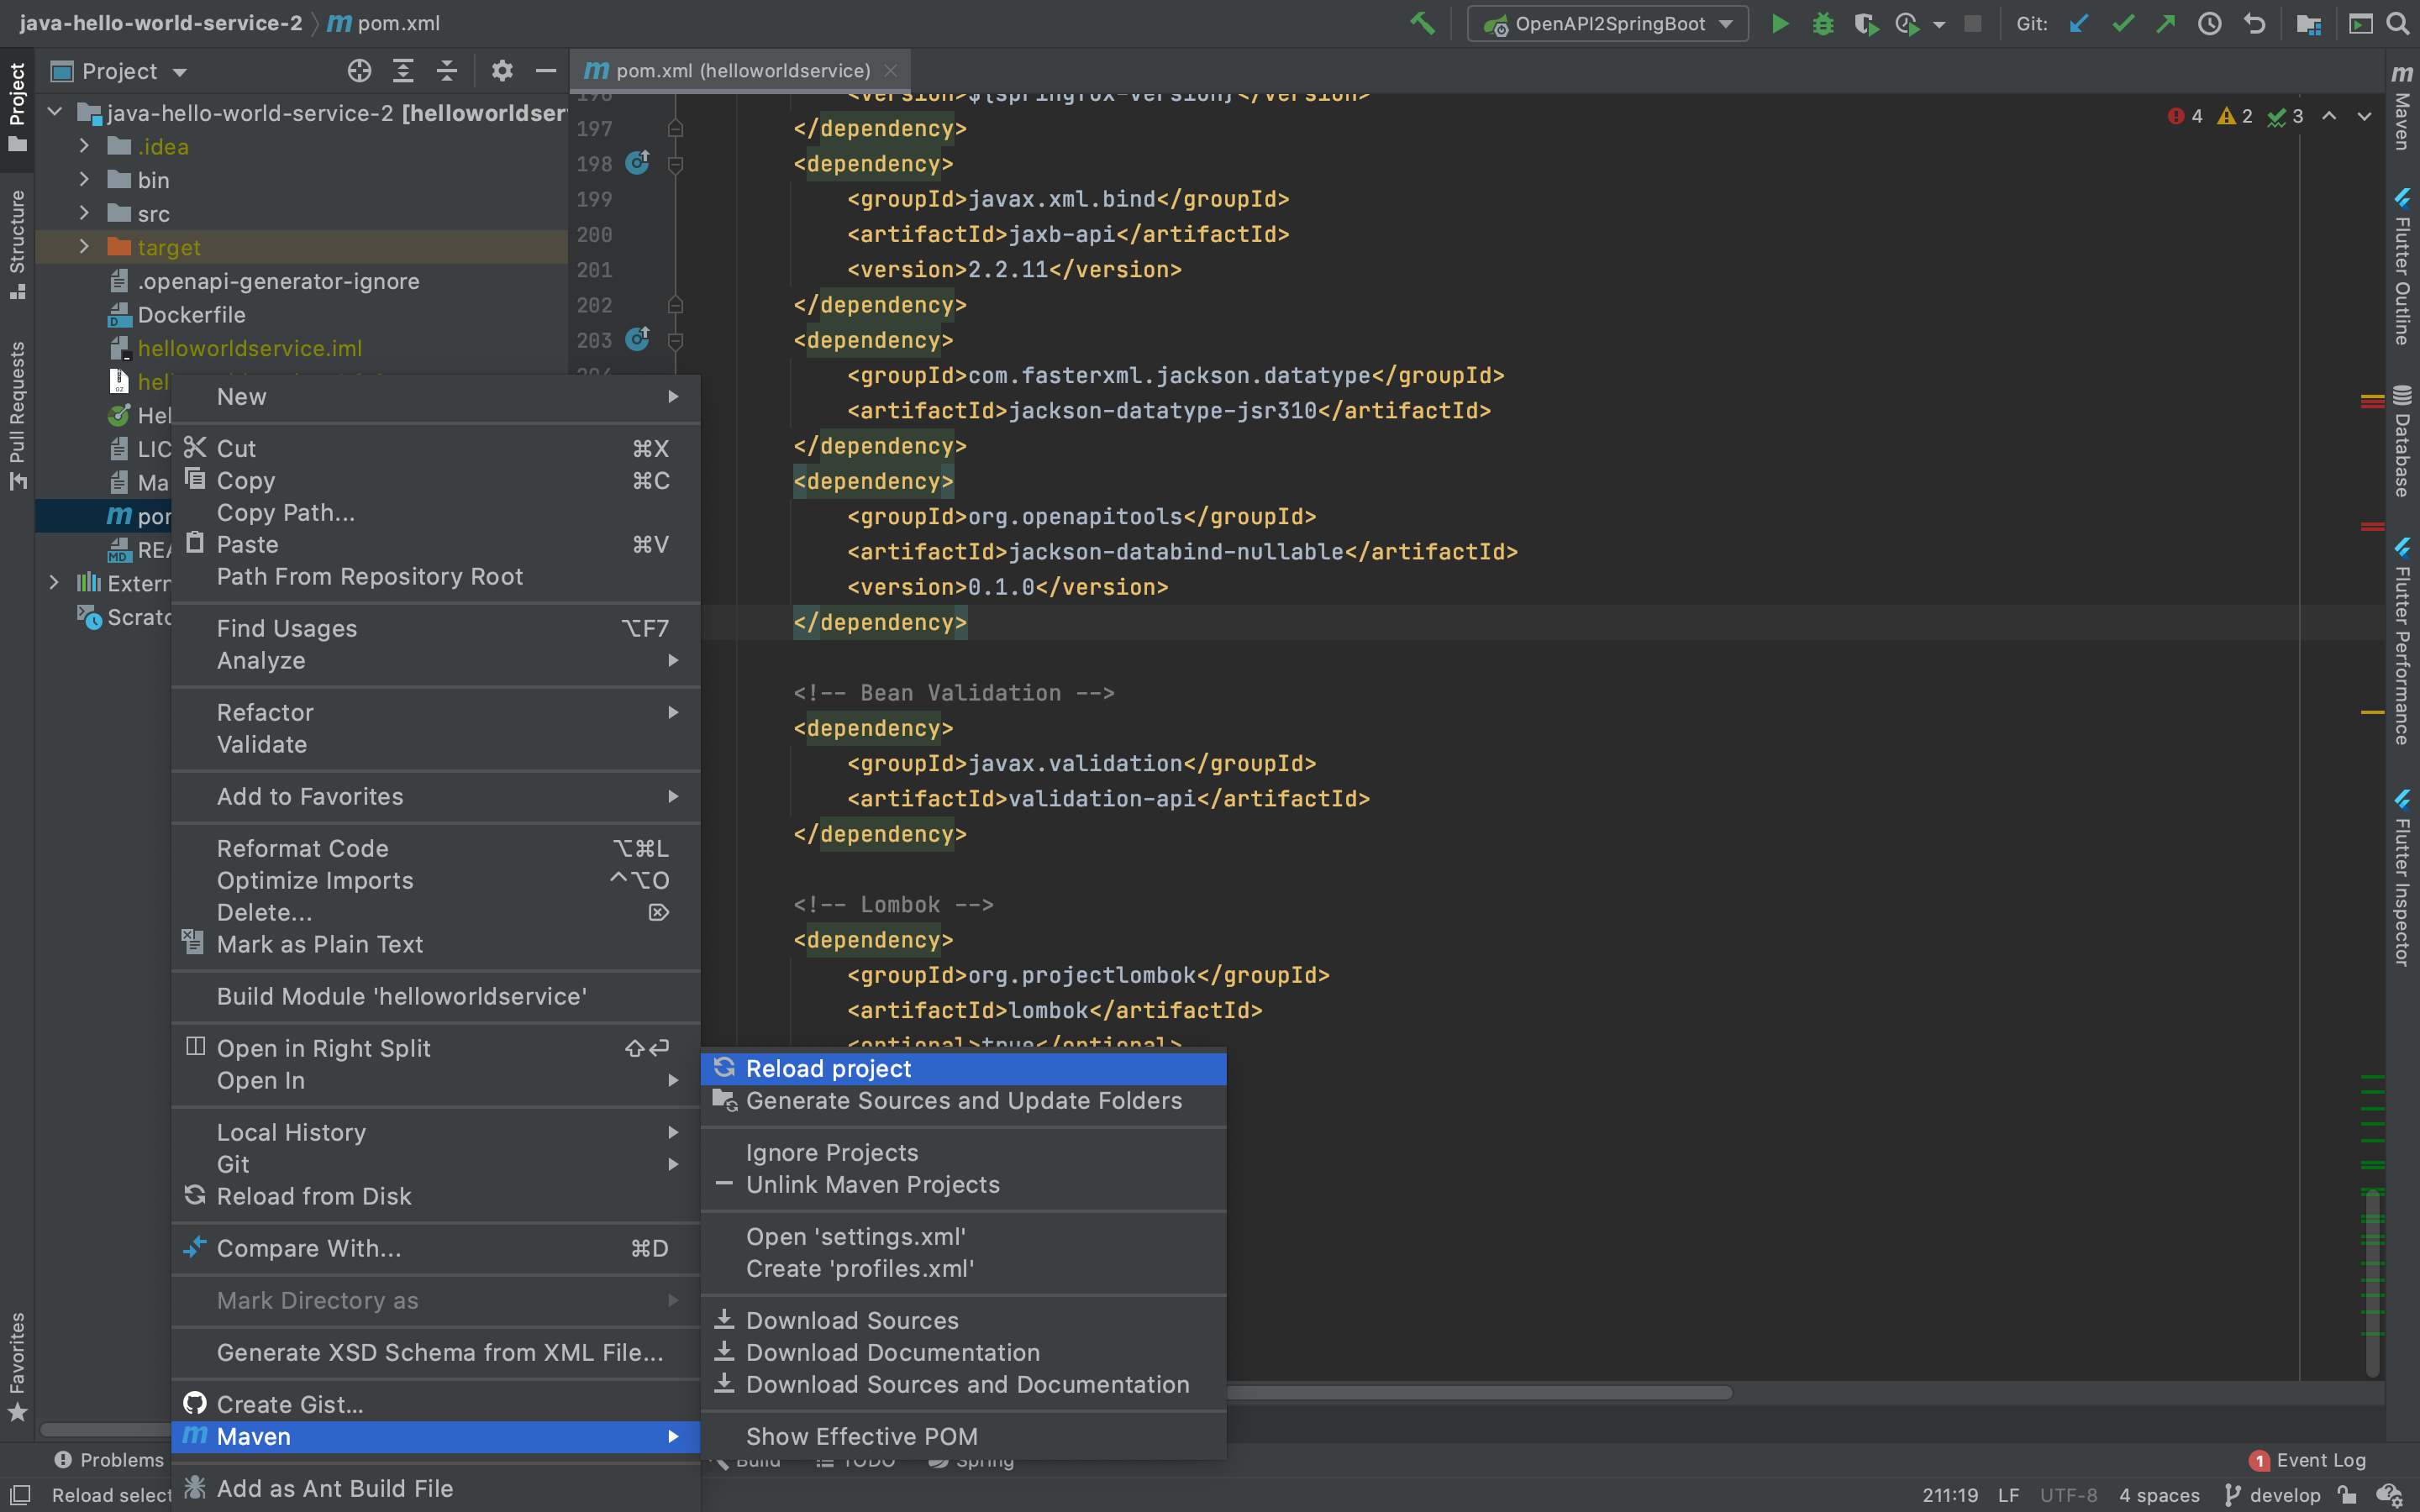 java-hello-world-service-2 pom.xml
OpenAPI2SpringBoot
Git:
Project
pom.xml (helloworldservice)
Project
Structure
Pull Requests
Favorites
java-hello-world-service-2 [helloworldser
.idea
bin
src
target
.openapi-generator-ignore
Dockerfile
helloworldservice.iml
hel
Hel
LIC
Ma
por
REA
Extern
Scratc
New
Cut ⌘X
Copy ⌘C
Copy Path...
Paste ⌘V
Path From Repository Root
Find Usages ⌥F7
Analyze
Refactor
Validate
Add to Favorites
Reformat Code ⌥⌘L
Optimize Imports ^⌥O
Delete... ⌦
Mark as Plain Text
Build Module 'helloworldservice'
Open in Right Split ⇧↩
Open In
Local History
Git
Reload from Disk
Compare With... ⌘D
Mark Directory as
Generate XSD Schema from XML File...
Create Gist...
Maven
Add as Ant Build File
Reload project
Generate Sources and Update Folders
Ignore Projects
Unlink Maven Projects
Open 'settings.xml'
Create 'profiles.xml'
Download Sources
Download Documentation
Download Sources and Documentation
Show Effective POM
196 <version>${springfox-version}</version>
197 </dependency>
198 <dependency>
199 <groupId>javax.xml.bind</groupId>
200 <artifactId>jaxb-api</artifactId>
201 <version>2.2.11</version>
202 </dependency>
203 <dependency>
204 <groupId>com.fasterxml.jackson.datatype</groupId>
<artifactId>jackson-datatype-jsr310</artifactId>
</dependency>
<dependency>
<groupId>org.openapitools</groupId>
<artifactId>jackson-databind-nullable</artifactId>
<version>0.1.0</version>
</dependency>
<!-- Bean Validation -->
<dependency>
<groupId>javax.validation</groupId>
<artifactId>validation-api</artifactId>
</dependency>
<!-- Lombok -->
<dependency>
<groupId>org.projectlombok</groupId>
<artifactId>lombok</artifactId>
<optional>true</optional>
4 2 3
Maven
Flutter Outline
Database
Flutter Performance
Flutter Inspector
Problems
Build
TODO
Spring
1 Event Log
Reload select
211:19 LF UTF-8 4 spaces develop